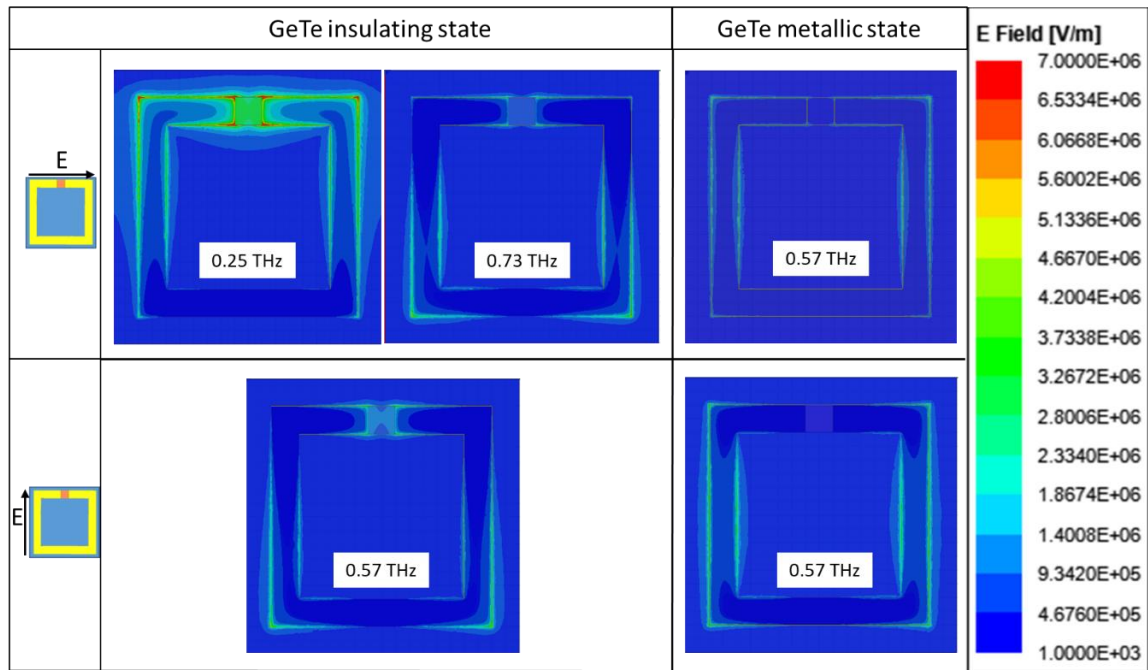 GeTe insulating state
GeTe metallic state
E Field [V/m]
7.0000E+06
6.5334E+06
6.0668E+06
5.6002E+06
5.1336E+06
4.6670E+06
4.2004E+06
3.7338E+06
3.2672E+06
2.8006E+06
2.3340E+06
1.8674E+06
1.4008E+06
9.3420E+05
4.6760E+05
1.0000E+03
E
0.25 THz
0.73 THz
0.57 THz
E
0.57 THz
0.57 THz